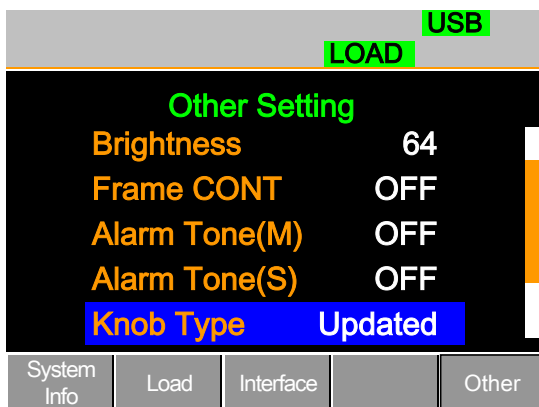 USB
LOAD
Other Setting
Brightness 64
Frame CONT OFF
Alarm Tone(M) OFF
Alarm Tone(S) OFF
Knob Type Updated
System
Info
Load
Interface
Other